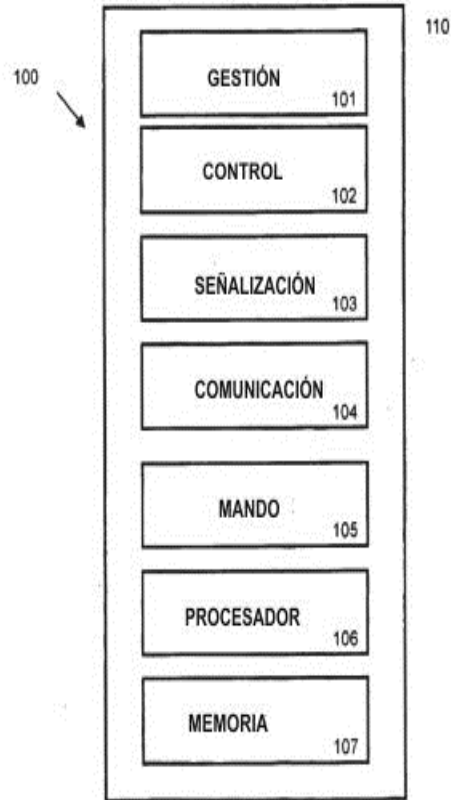 110
100
GESTIÓN
101
CONTROL
102
SEÑALIZACIÓN
103
COMUNICACIÓN
104
MANDO
105
PROCESADOR
106
MEMORIA
107